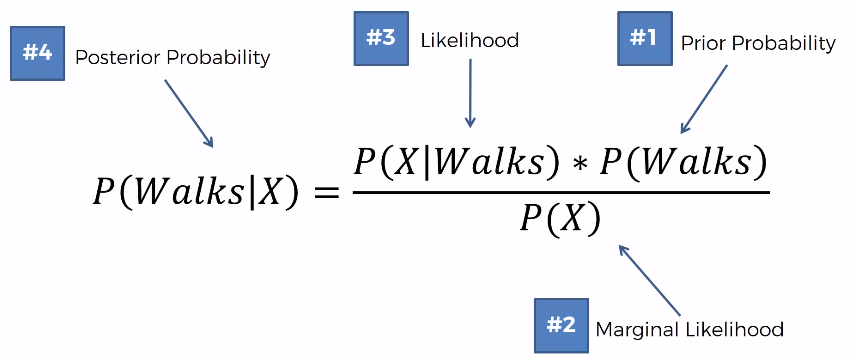 #4 Posterior Probability
#3 Likelihood
#1 Prior Probability
P(Walks|X) = P(X|Walks) * P(Walks)
P(X)
#2 Marginal Likelihood